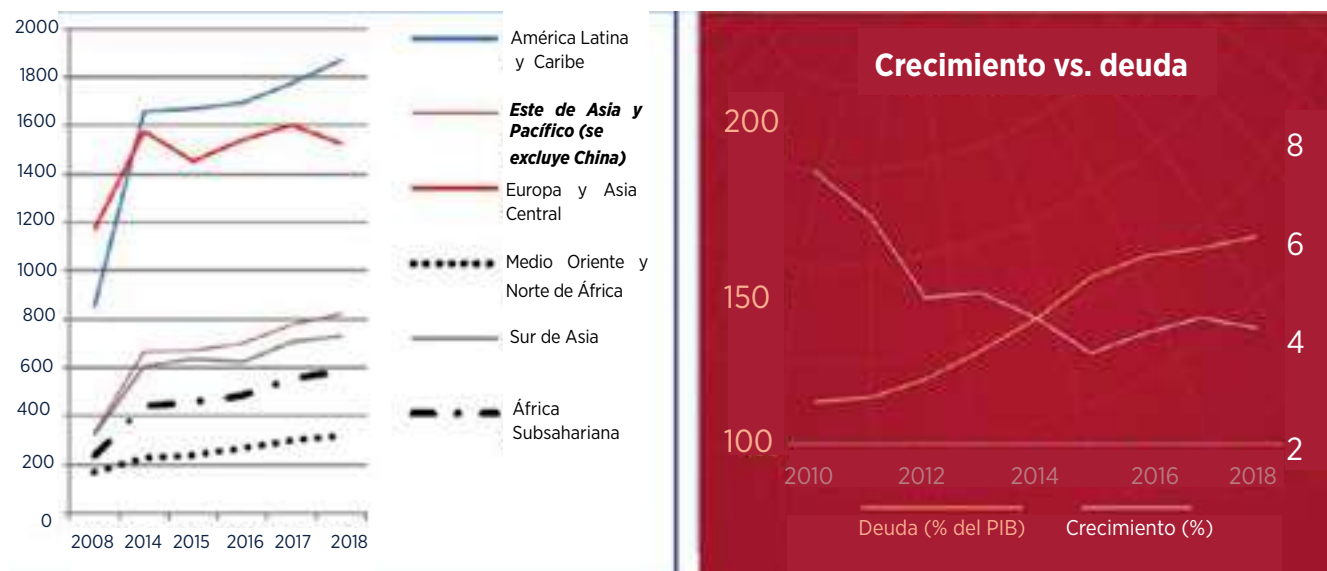 2000
1800
1600
1400
1200
1000
800
600
400
200
0
2008 2014 2015 2016 2017 2018
América Latina
y Caribe
Este de Asia y
Pacífico (se
excluye China)
Europa y Asia
Central
Medio Oriente y
Norte de África
Sur de Asia
África
Subsahariana
Crecimiento vs. deuda
200
150
100
8
6
4
2
2010 2012 2014 2016 2018
Deuda (% del PIB) Crecimiento (%)